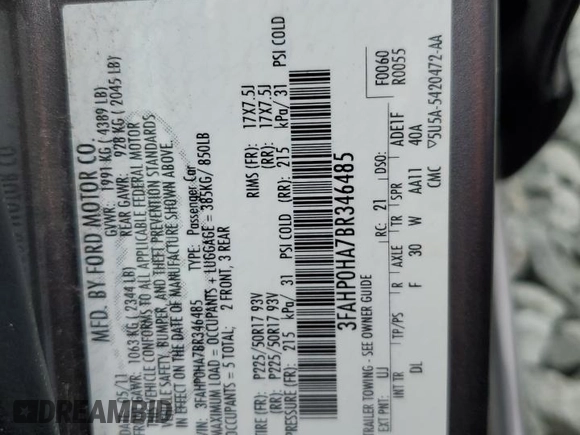 MFD. BY FORD MOTOR CO.
GVWR: 1991 KG ( 4389 LB)
1063 KG ( 2344 LB) REAR GAWR: 978 KG ( 2045 LB)
VEHICLE CONFORMS TO ALL APPLICABLE FEDERAL MOTOR
SAFETY, BUMPER, AND THEFT PREVENTION STANDARDS
IN EFFECT ON THE DATE OF MANUFACTURE SHOWN ABOVE.
VIN: 3FAHP0HA7BR346485 TYPE: Passenger Car
MAXIMUM LOAD = OCCUPANTS + LUGGAGE = 385KG/ 850LB
OCCUPANTS = 5 TOTAL; 2 FRONT, 3 REAR
TIRE (FR): P225/50R17 93V RIMS (FR): 17X7.5J
TIRE (RR): P225/50R17 93V (RR): 17X7.5J
PRESSURE (FR): 215 kPa/ 31 PSI COLD (RR): 215 kPa/ 31 PSI COLD
3FAHP0HA7BR346485
TRAILER TOWING - SEE OWNER GUIDE
F0060
R0055
EXT PNT: UJ RC: 21 DSO:
INT TR TP/PS R AXLE TR SPR ADE1F
DL F 30 W AA11 40A
CMC ▽5U5A-5420472-AA
DREAMBID